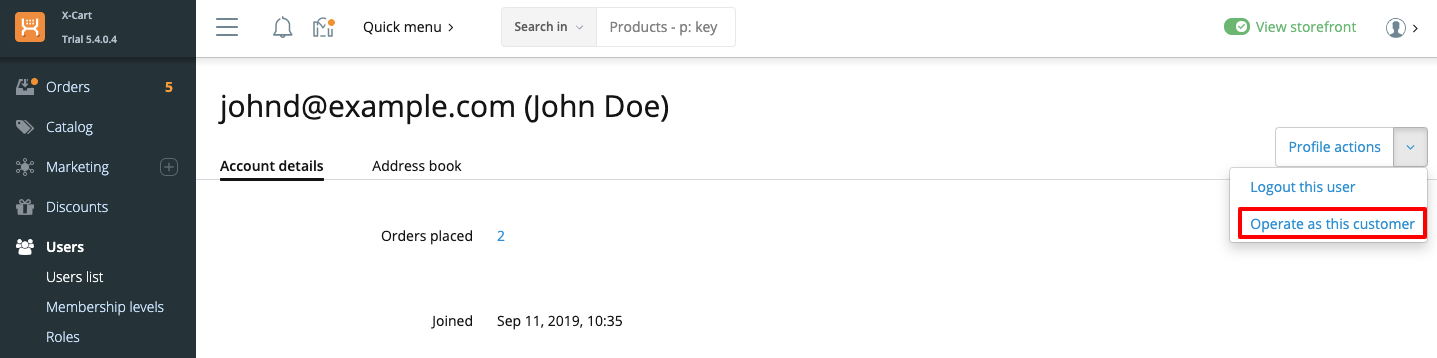 X-Cart
Trial 5.4.0.4
Quick menu
Search in
Products - p: key
View storefront
Orders 5
Catalog
Marketing
Discounts
Users
Users list
Membership levels
Roles
johnd@example.com (John Doe)
Profile actions
Account details Address book
Logout this user
Operate as this customer
Orders placed 2
Joined Sep 11, 2019, 10:35